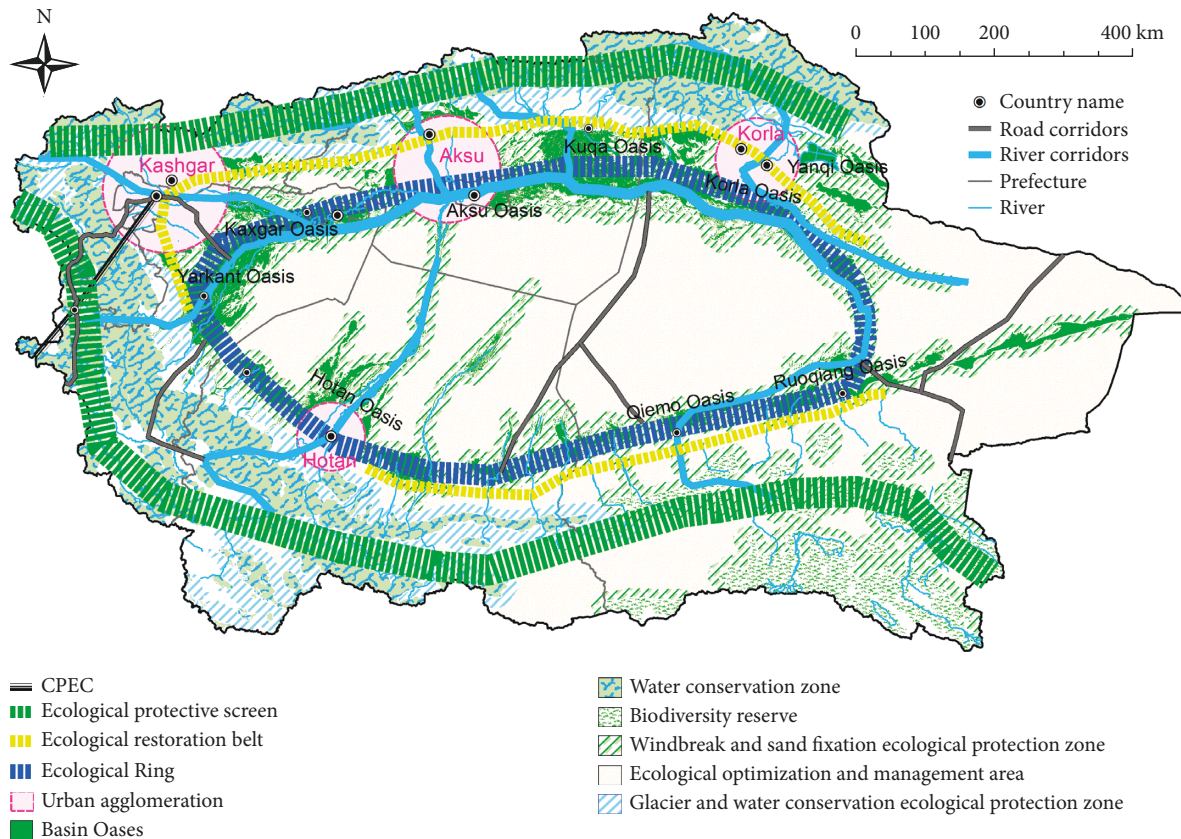 N
0 100 200 400 km
Country name
Road corridors
River corridors
Prefecture
River
Kashgar
Aksu
Kuqa Oasis
Korla
Yanqi Oasis
Korla Oasis
Aksu Oasis
Kaxgar Oasis
Yarkant Oasis
Hotan Oasis
Hotan
Qiemo Oasis
Ruoqiang Oasis
CPEC
Ecological protective screen
Ecological restoration belt
Ecological Ring
Urban agglomeration
Basin Oases
Water conservation zone
Biodiversity reserve
Windbreak and sand fixation ecological protection zone
Ecological optimization and management area
Glacier and water conservation ecological protection zone